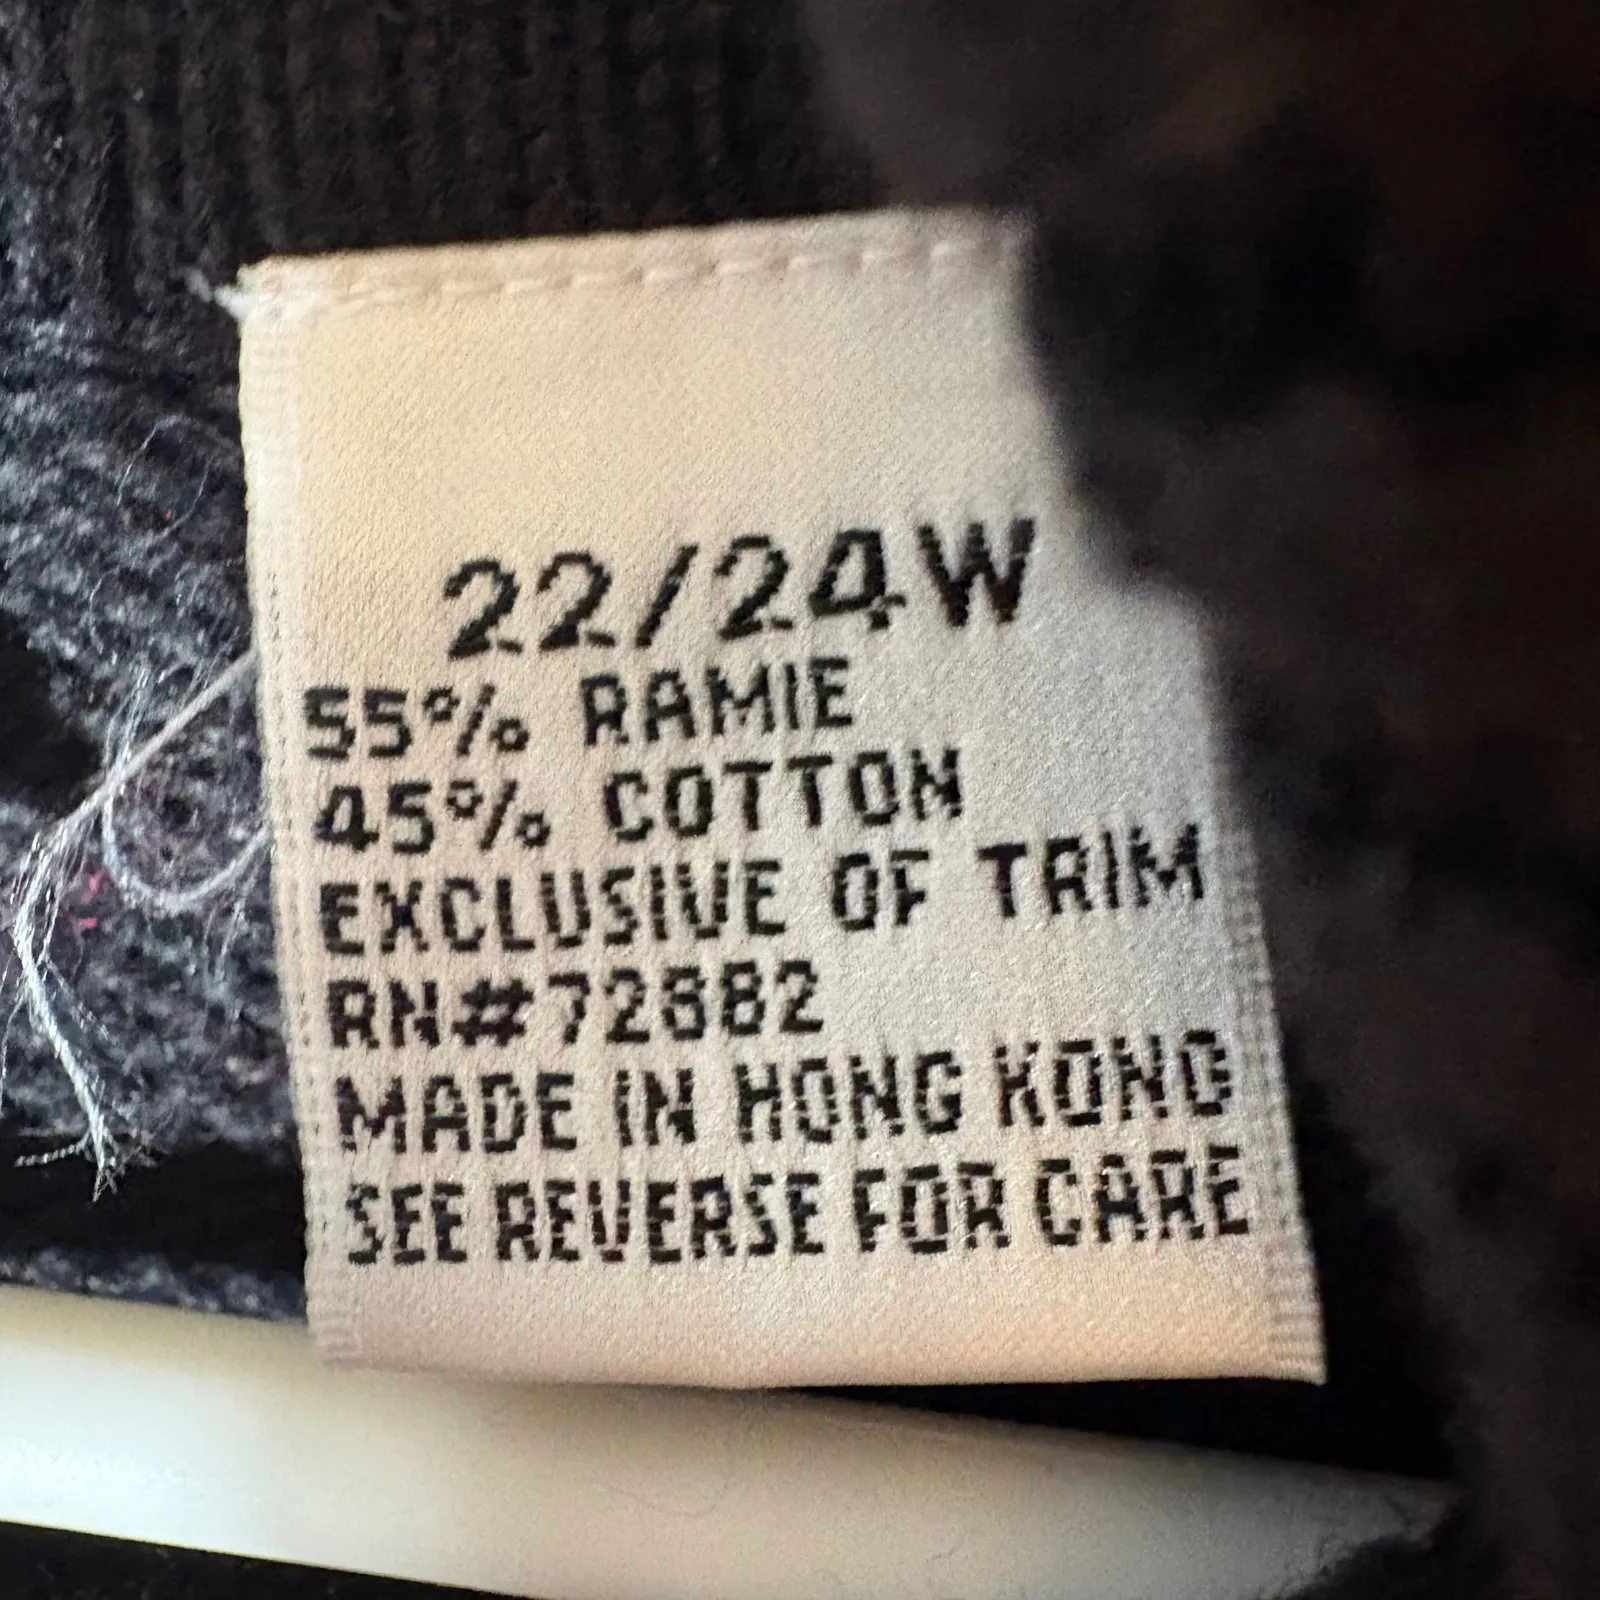 22/24W
55% RAMIE
45% COTTON
EXCLUSIVE OF TRIM
RN#72682
MADE IN HONG KONG
SEE REVERSE FOR CARE